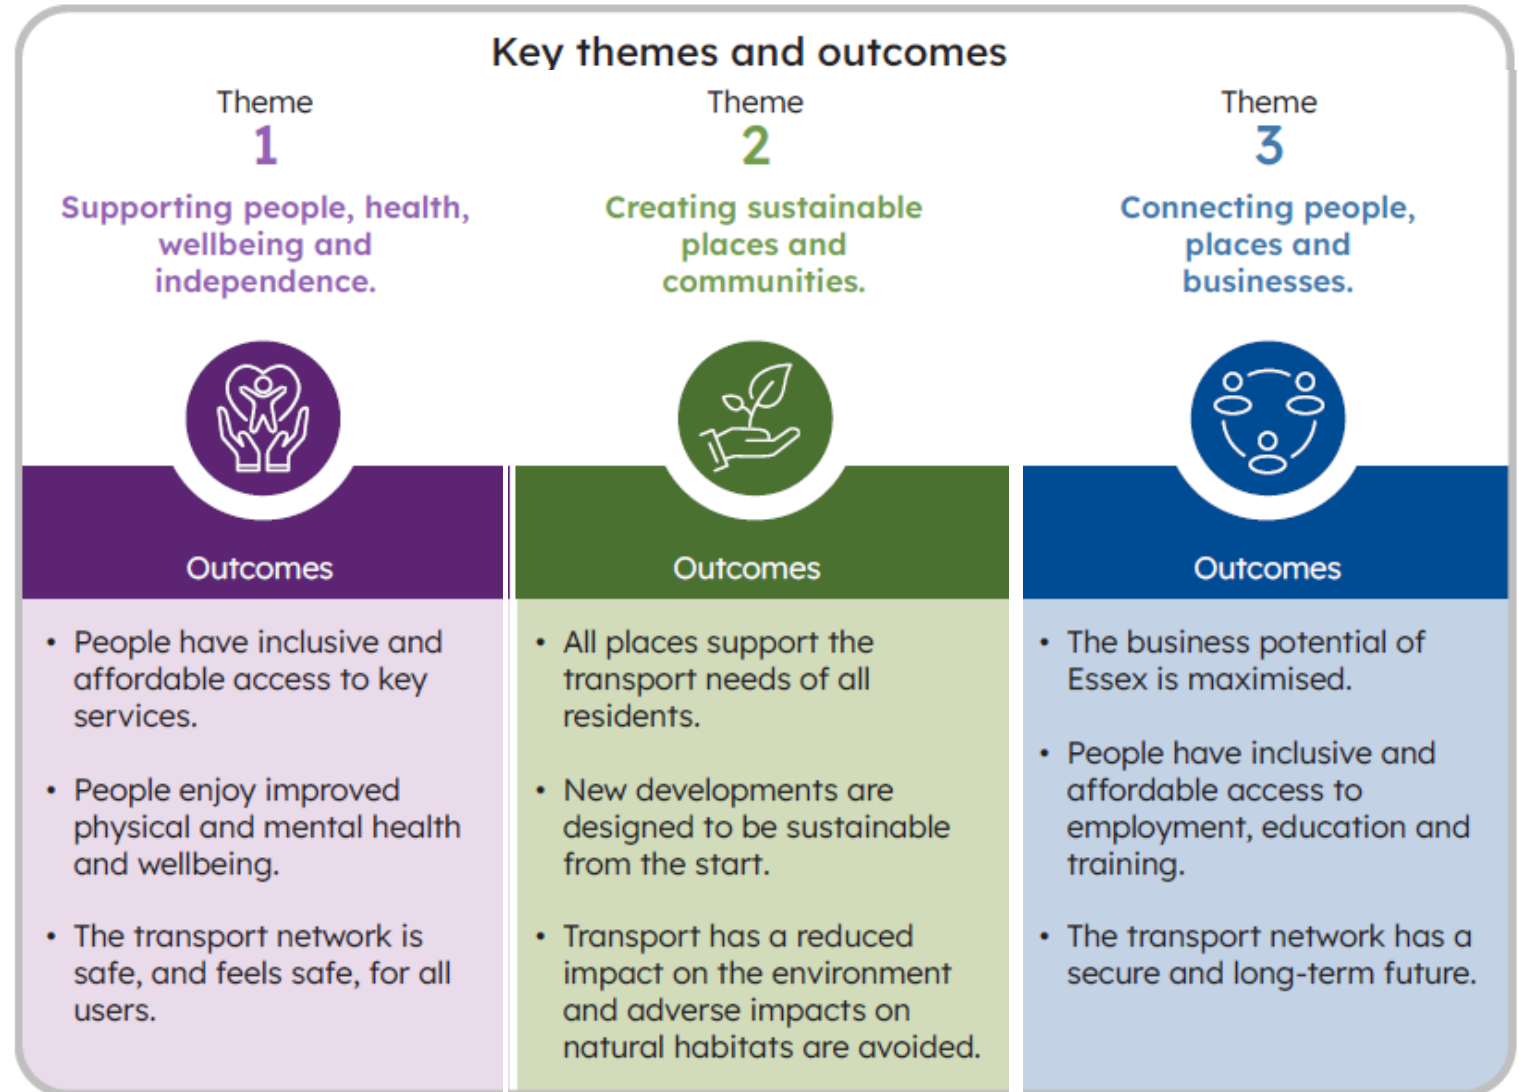 Key themes and outcomes
Theme
1
Supporting people, health,
wellbeing and
independence.
Outcomes
• People have inclusive and
affordable access to key
services.
• People enjoy improved
physical and mental health
and wellbeing.
• The transport network is
safe, and feels safe, for all
users.
Theme
2
Creating sustainable
places and
communities.
Outcomes
• All places support the
transport needs of all
residents.
• New developments are
designed to be sustainable
from the start.
• Transport has a reduced
impact on the environment
and adverse impacts on
natural habitats are avoided.
Theme
3
Connecting people,
places and
businesses.
Outcomes
• The business potential of
Essex is maximised.
• People have inclusive and
affordable access to
employment, education and
training.
• The transport network has a
secure and long-term future.